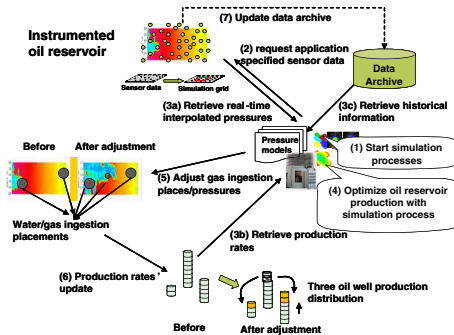 (7) Update data archive
Instrumented
oil reservoir
(2) request application
specified sensor data
Data
Archive
Sensor data
Simulation grid
(3a) Retrieve real-time
interpolated pressures
(3c) Retrieve historical
information
Pressure
models
(1) Start simulation
processes
Before
After adjustment
(5) Adjust gas ingestion
places/pressures
(4) Optimize oil reservoir
production with
simulation process
Water/gas ingestion
placements
(3b) Retrieve production
rates
(6) Production rates
update
Three oil well production
distribution
Before
After adjustment